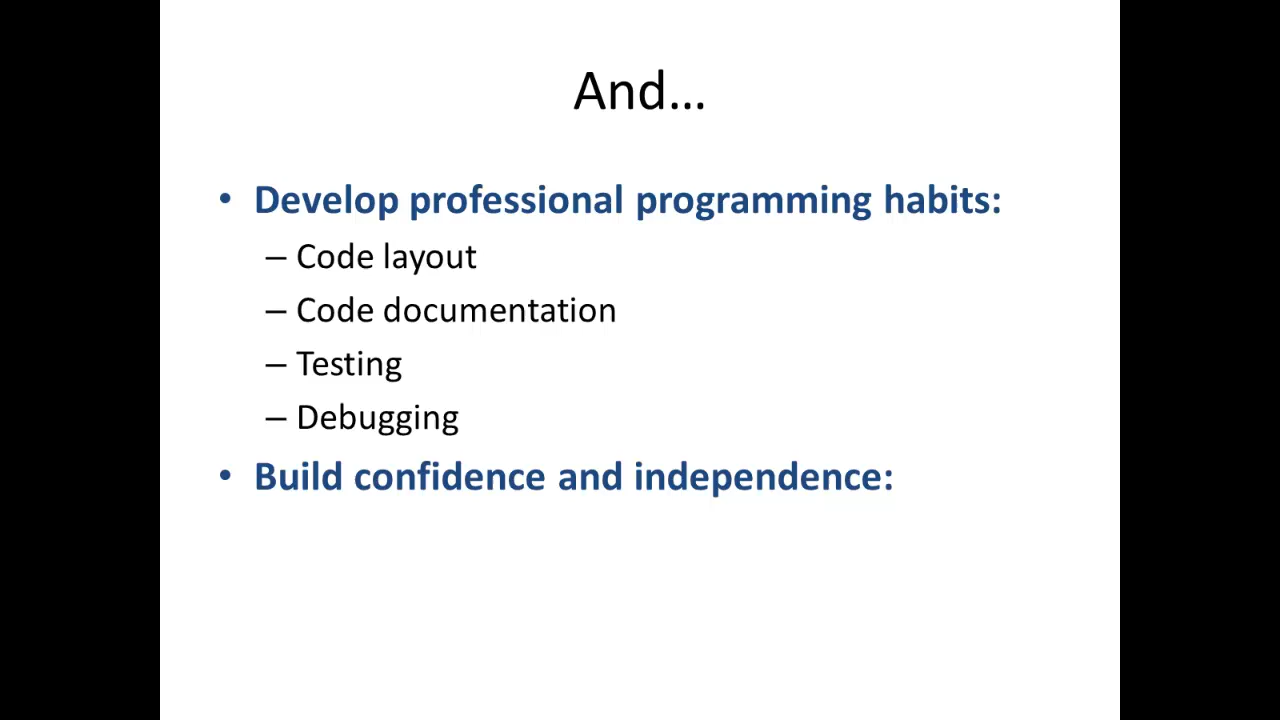 And…
• Develop professional programming habits:
– Code layout
– Code documentation
– Testing
– Debugging
• Build confidence and independence: